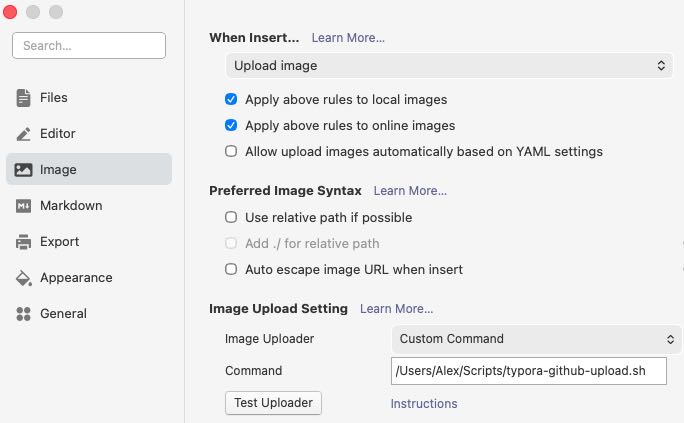 Search...
Files
Editor
Image
Markdown
Export
Appearance
General
When Insert... Learn More...
Upload image
Apply above rules to local images
Apply above rules to online images
Allow upload images automatically based on YAML settings
Preferred Image Syntax Learn More...
Use relative path if possible
Add ./ for relative path
Auto escape image URL when insert
Image Upload Setting Learn More...
Image Uploader Custom Command
Command /Users/Alex/Scripts/typora-github-upload.sh
Test Uploader Instructions